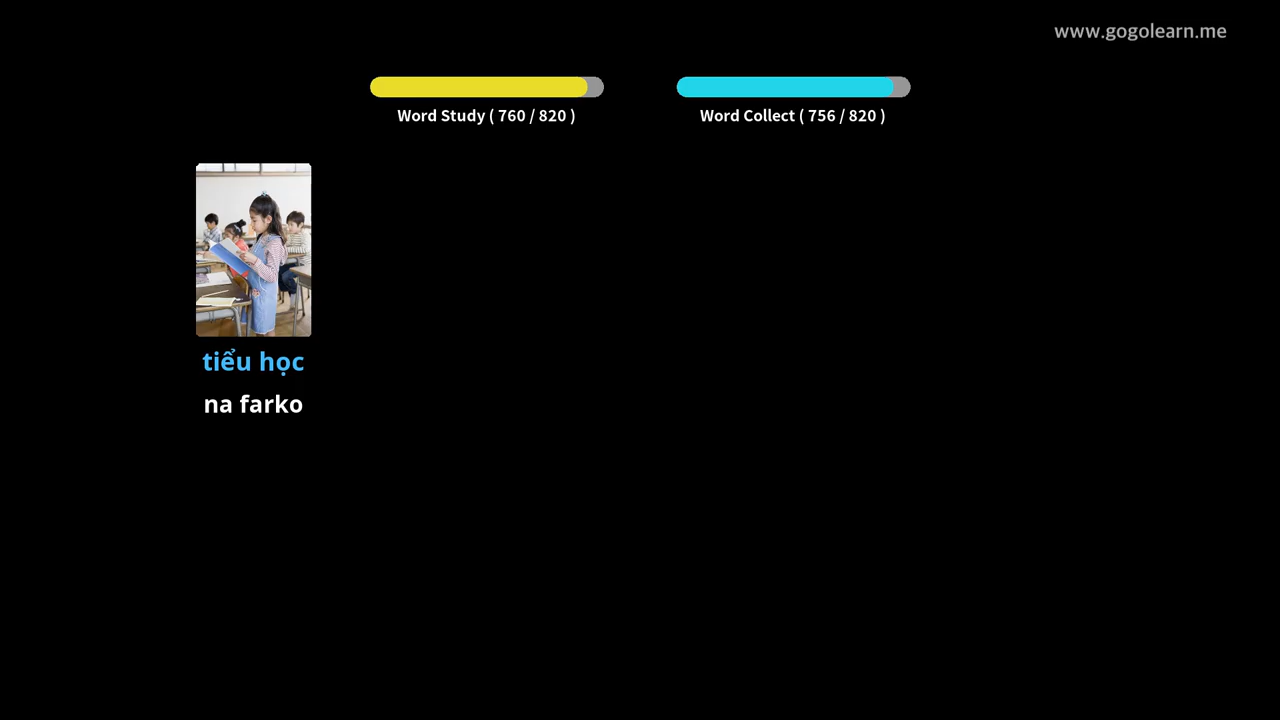 www.gogolearn.me
Word Study ( 760 / 820 )
Word Collect ( 756 / 820 )
tiểu học
na farko